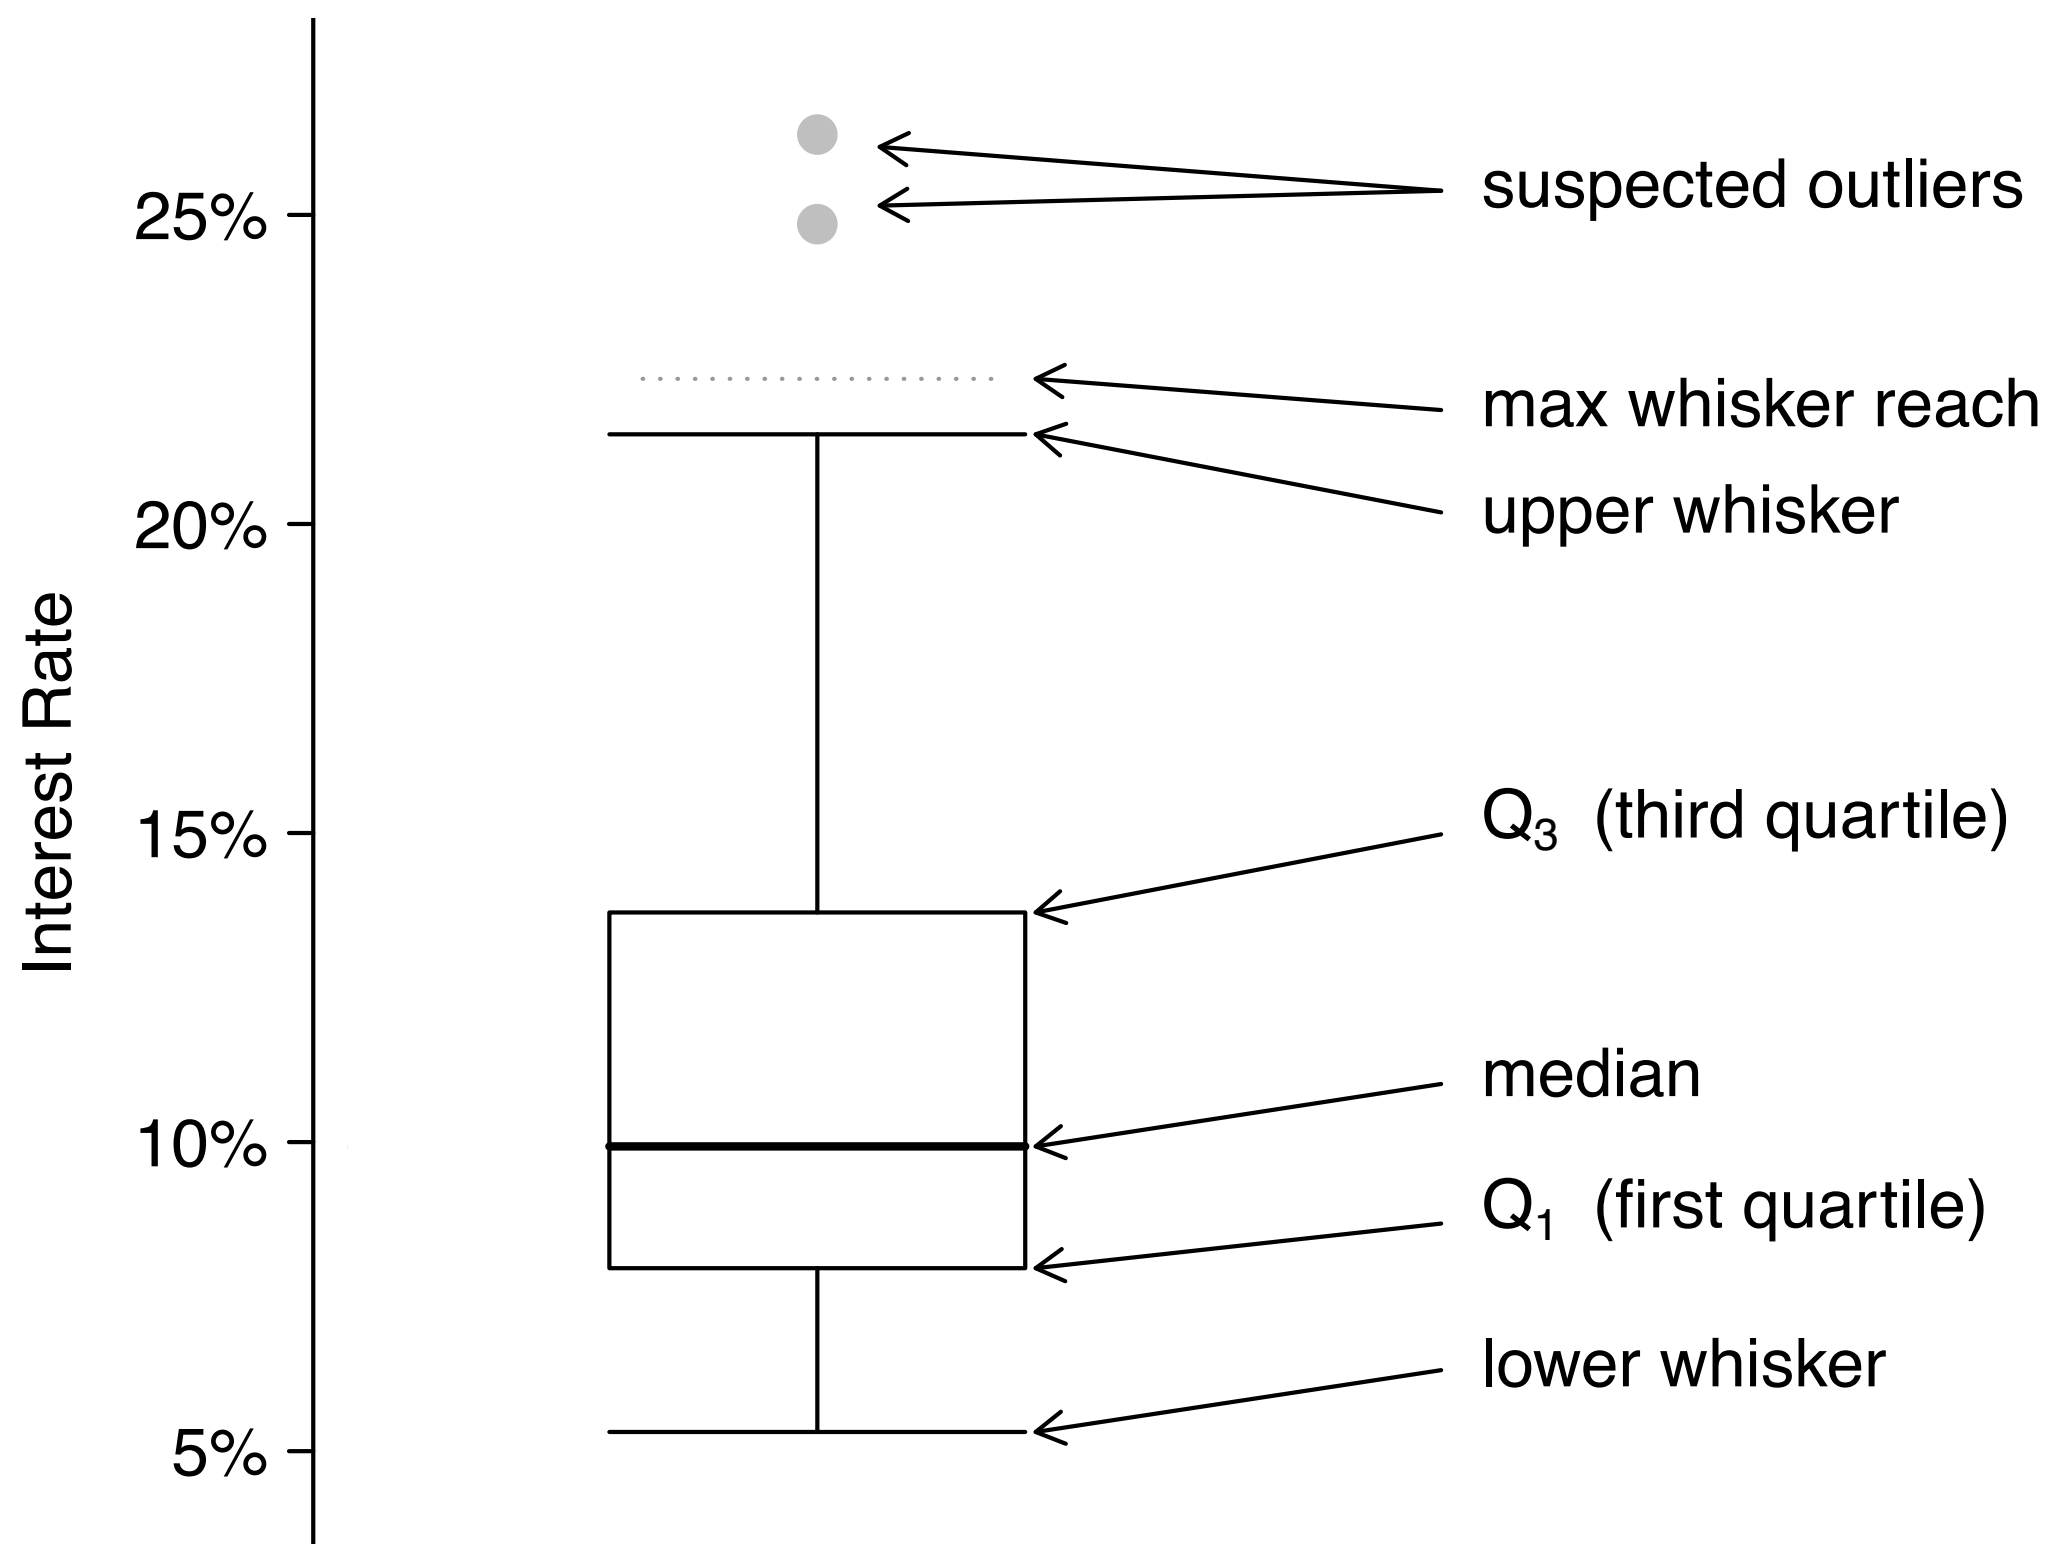 suspected outliers
25%
max whisker reach
upper whisker
20%
Interest Rate
Q₃ (third quartile)
15%
median
10%
Q₁ (first quartile)
lower whisker
5%